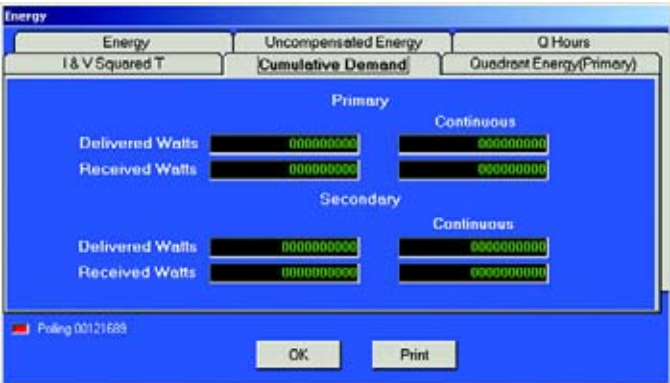 Energy
Energy Uncompensated Energy Q Hours
I & V Squared T Cumulative Demand Quadrant Energy(Primary)
Primary
Continuous
Delivered Watts 000000000 000000000
Received Watts 000000000 000000000
Secondary
Continuous
Delivered Watts 0000000000 0000000000
Received Watts 0000000000 0000000000
Polling 00121689
OK Print